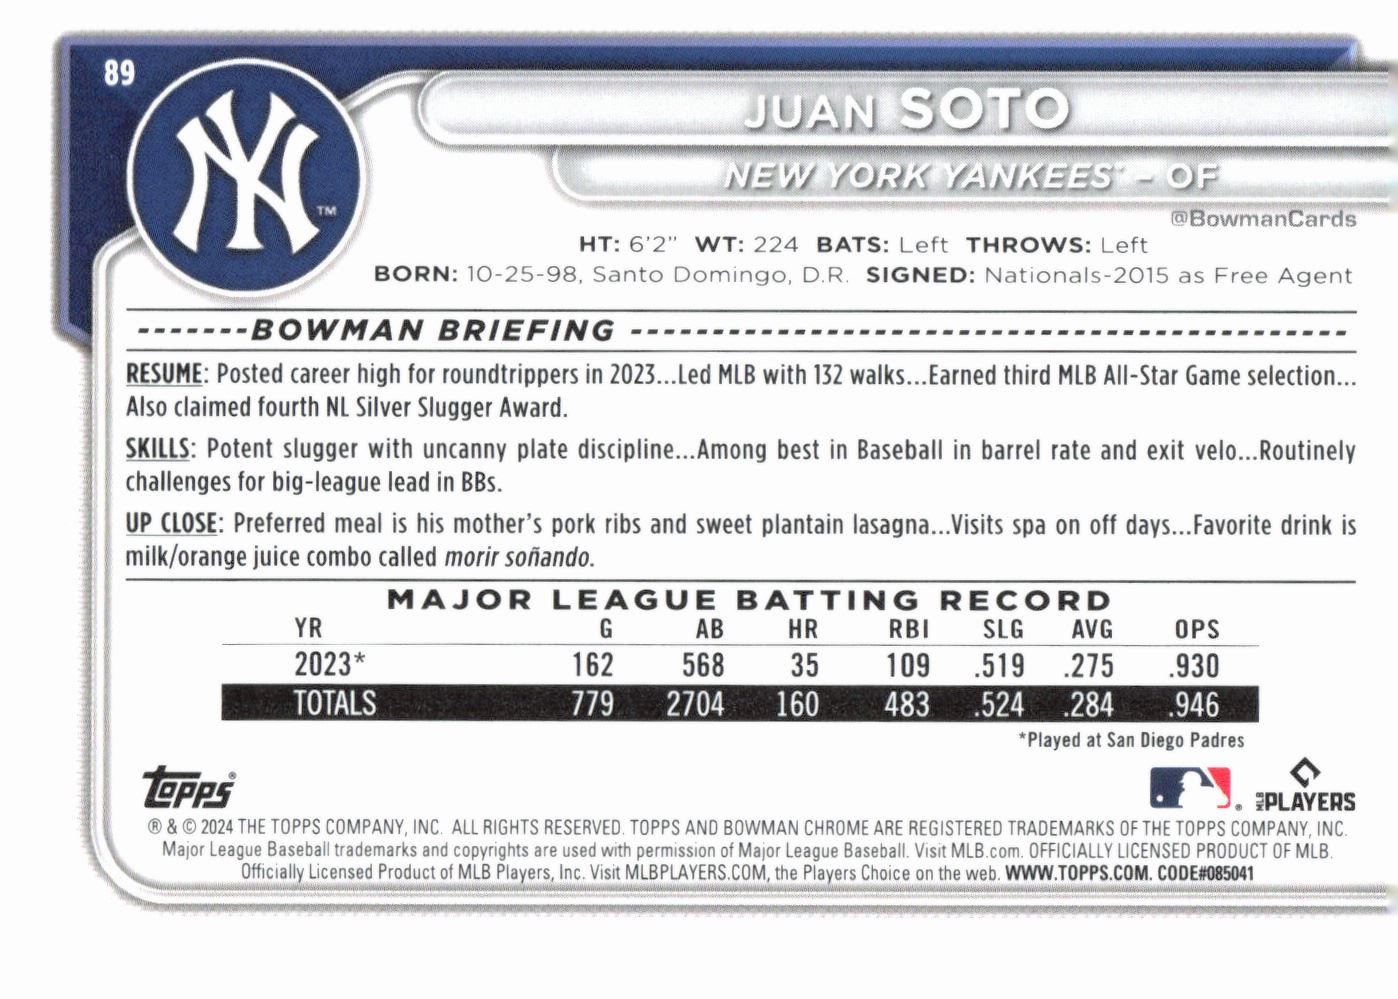 89
NY
TM
JUAN SOTO
NEW YORK YANKEES™ - OF
@BowmanCards
HT: 6'2" WT: 224 BATS: Left THROWS: Left
BORN: 10-25-98, Santo Domingo, D.R. SIGNED: Nationals-2015 as Free Agent
-------BOWMAN BRIEFING --------------------------------------------
RESUME: Posted career high for roundtrippers in 2023...Led MLB with 132 walks...Earned third MLB All-Star Game selection...
Also claimed fourth NL Silver Slugger Award.
SKILLS: Potent slugger with uncanny plate discipline...Among best in Baseball in barrel rate and exit velo...Routinely
challenges for big-league lead in BBs.
UP CLOSE: Preferred meal is his mother's pork ribs and sweet plantain lasagna...Visits spa on off days...Favorite drink is
milk/orange juice combo called morir soñando.
MAJOR LEAGUE BATTING RECORD
YR G AB HR RBI SLG AVG OPS
2023* 162 568 35 109 .519 .275 .930
TOTALS 779 2704 160 483 .524 .284 .946
*Played at San Diego Padres
topps®
® MLB PLAYERS
® & © 2024 THE TOPPS COMPANY, INC. ALL RIGHTS RESERVED. TOPPS AND BOWMAN CHROME ARE REGISTERED TRADEMARKS OF THE TOPPS COMPANY, INC.
Major League Baseball trademarks and copyrights are used with permission of Major League Baseball. Visit MLB.com. OFFICIALLY LICENSED PRODUCT OF MLB.
Officially Licensed Product of MLB Players, Inc. Visit MLBPLAYERS.COM, the Players Choice on the web. WWW.TOPPS.COM. CODE#085041